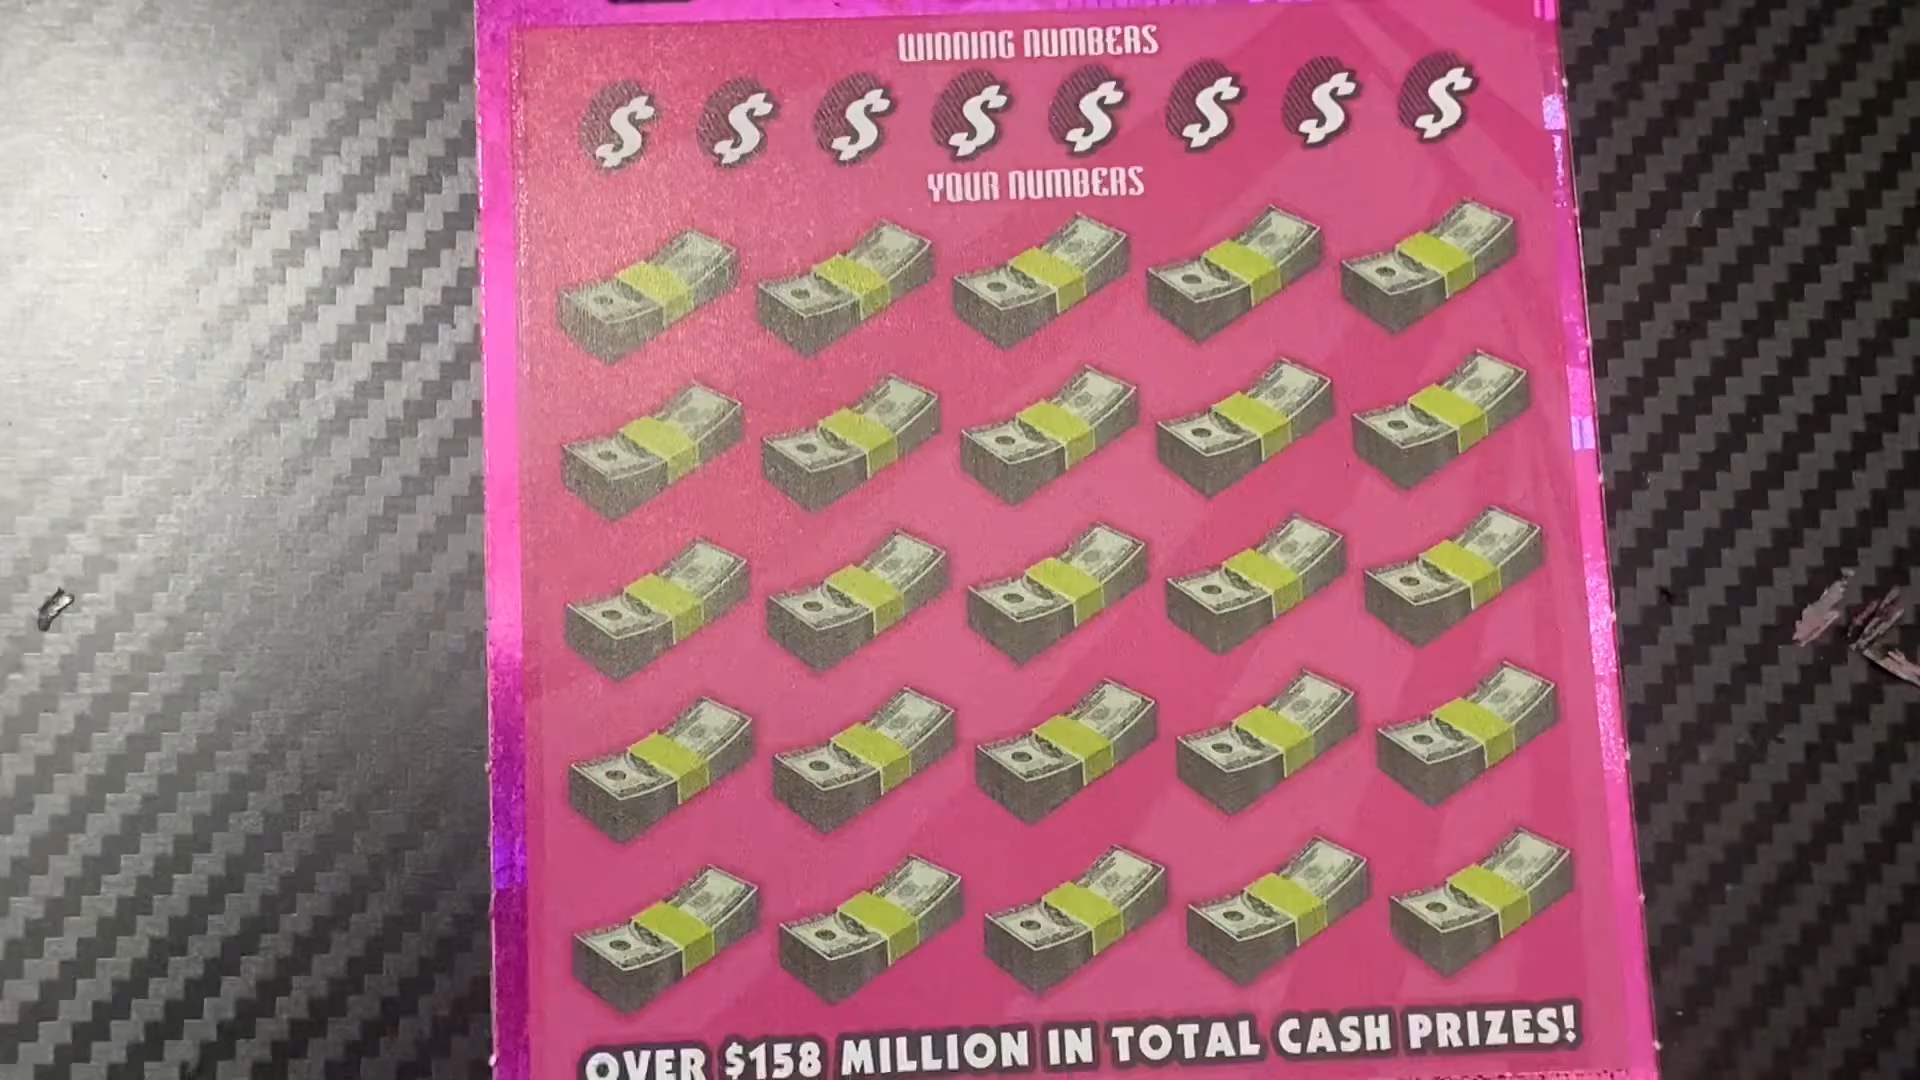 WINNING NUMBERS
$ $ $ $ $ $ $ $
YOUR NUMBERS
OVER $158 MILLION IN TOTAL CASH PRIZES!